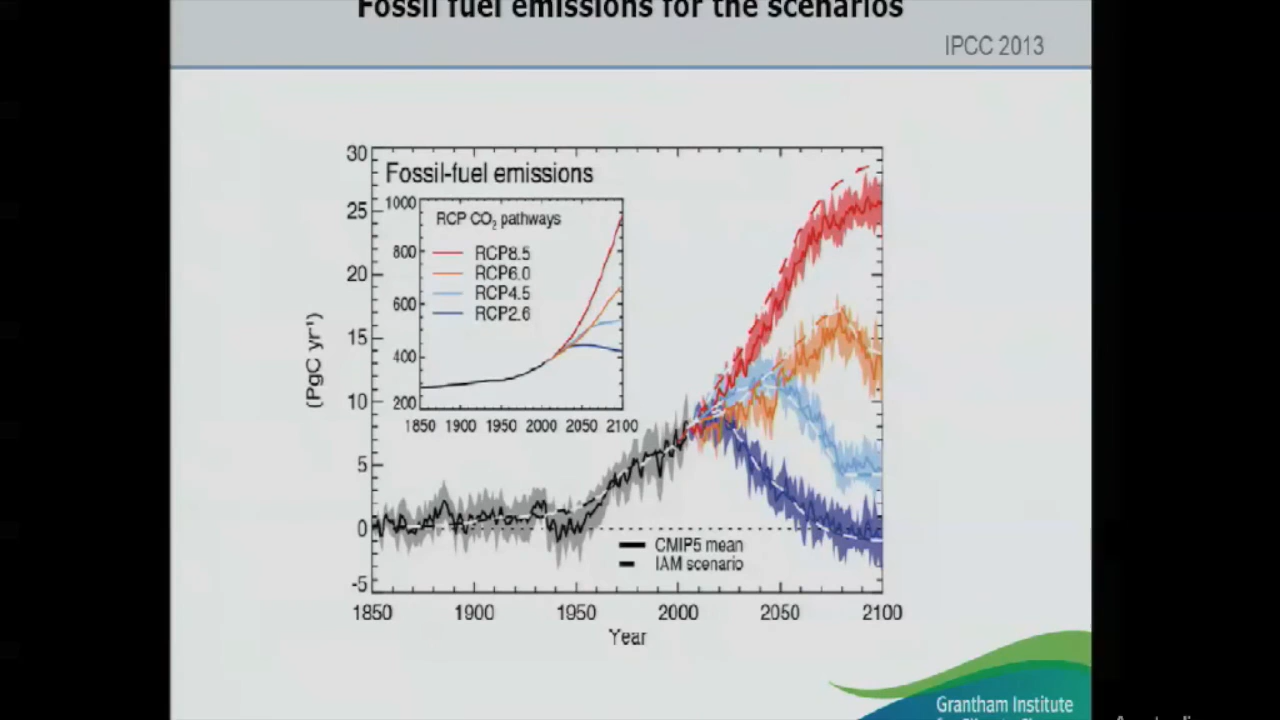 Fossil fuel emissions for the scenarios
IPCC 2013
Fossil-fuel emissions
RCP CO₂ pathways
RCP8.5
RCP6.0
RCP4.5
RCP2.6
1000
800
600
400
200
1850 1900 1950 2000 2050 2100
30
25
20
15
10
5
0
-5
(PgC yr⁻¹)
CMIP5 mean
IAM scenario
1850 1900 1950 2000 2050 2100
Year
Grantham Institute